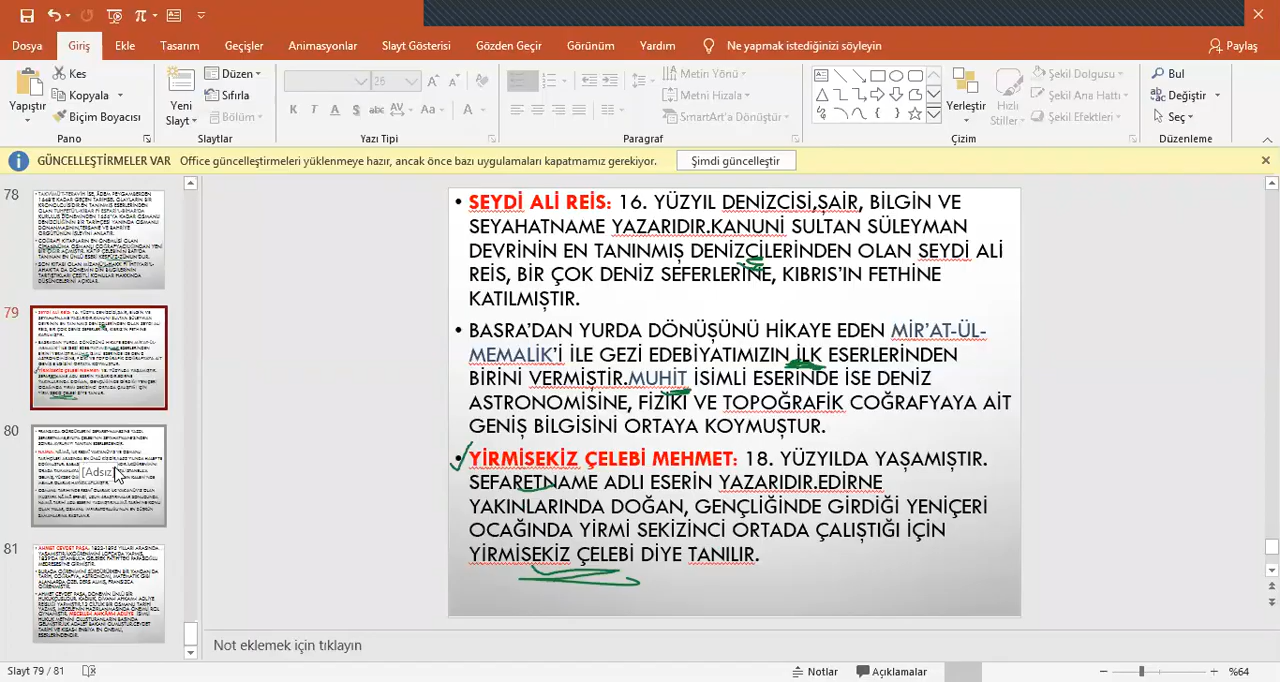 Dosya Giriş Ekle Tasarım Geçişler Animasyonlar Slayt Gösterisi Gözden Geçir Görünüm Yardım Ne yapmak istediğinizi söyleyin Paylaş
Yapıştır
Kes
Kopyala
Biçim Boyacısı
Pano
Yeni
Slayt
Düzen
Sıfırla
Bölüm
Slaytlar
25
K T A S abc AV Aa A
Yazı Tipi
Metin Yönü
Metni Hizala
SmartArt'a Dönüştür
Paragraf
Yerleştir
Hızlı
Stiller
Şekil Dolgusu
Şekil Ana Hattı
Şekil Efektleri
Çizim
Bul
Değiştir
Seç
Düzenleme
GÜNCELLEŞTİRMELER VAR Office güncelleştirmeleri yüklenmeye hazır, ancak önce bazı uygulamaları kapatmamız gerekiyor. Şimdi güncelleştir
78
79
80
[Adsız]
81
• SEYDİ ALİ REİS: 16. YÜZYIL DENİZCİSİ,ŞAİR, BİLGİN VE
SEYAHATNAME YAZARIDIR.KANUNİ SULTAN SÜLEYMAN
DEVRİNİN EN TANINMIŞ DENİZCİLERİNDEN OLAN SEYDİ ALİ
REİS, BİR ÇOK DENİZ SEFERLERİNE, KIBRIS'IN FETHİNE
KATILMIŞTIR.
• BASRA'DAN YURDA DÖNÜŞÜNÜ HİKAYE EDEN MİR'AT-ÜL-
MEMALİK'İ İLE GEZİ EDEBİYATIMIZIN İLK ESERLERİNDEN
BİRİNİ VERMİŞTİR.MUHİT İSİMLİ ESERİNDE İSE DENİZ
ASTRONOMİSİNE, FİZİKİ VE TOPOĞRAFİK COĞRAFYAYA AİT
GENİŞ BİLGİSİNİ ORTAYA KOYMUŞTUR.
• YİRMİSEKİZ ÇELEBİ MEHMET: 18. YÜZYILDA YAŞAMIŞTIR.
SEFARETNAME ADLI ESERİN YAZARIDIR.EDİRNE
YAKINLARINDA DOĞAN, GENÇLİĞİNDE GİRDİĞİ YENİÇERİ
OCAĞINDA YİRMİ SEKİZİNCİ ORTADA ÇALIŞTIĞI İÇİN
YİRMİSEKİZ ÇELEBİ DİYE TANILIR.
Not eklemek için tıklayın
Slayt 79 / 81 Notlar Açıklamalar %64